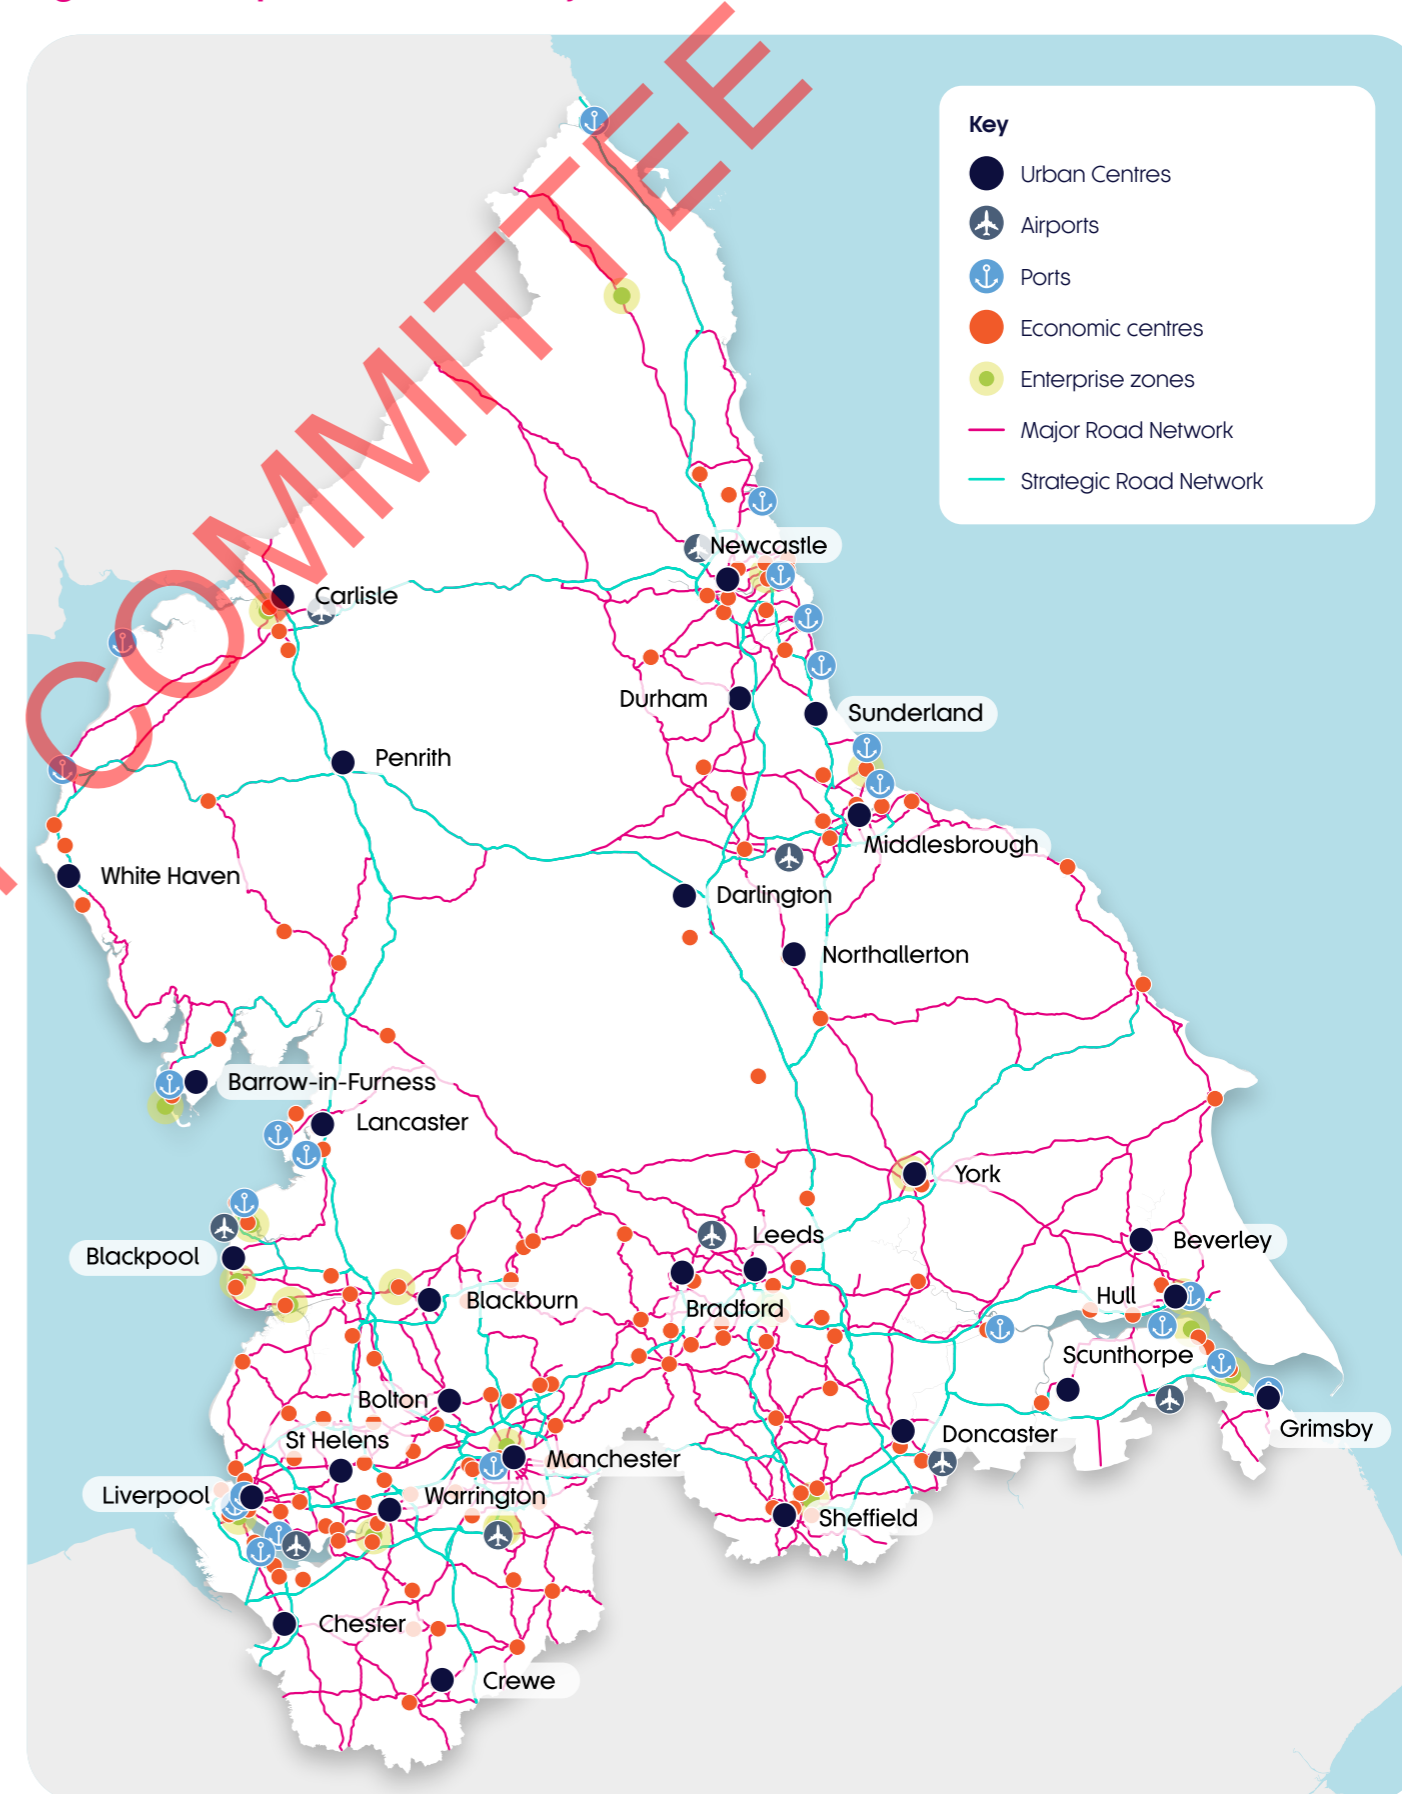 COMMITTEE
Key
Urban Centres
Airports
Ports
Economic centres
Enterprise zones
Major Road Network
Strategic Road Network
Newcastle
Carlisle
Durham
Sunderland
Penrith
Middlesbrough
White Haven
Darlington
Northallerton
Barrow-in-Furness
Lancaster
York
Leeds
Beverley
Blackpool
Hull
Blackburn
Bradford
Scunthorpe
Bolton
Grimsby
St Helens
Doncaster
Manchester
Liverpool
Warrington
Sheffield
Chester
Crewe